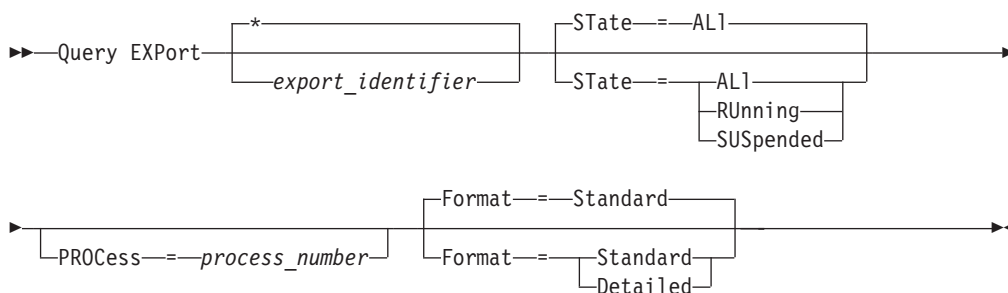 *
STate = ALl
Query EXPort
export_identifier
STate = ALl
RUnning
SUSpended
Format = Standard
PROCess = process_number
Format = Standard
Detailed